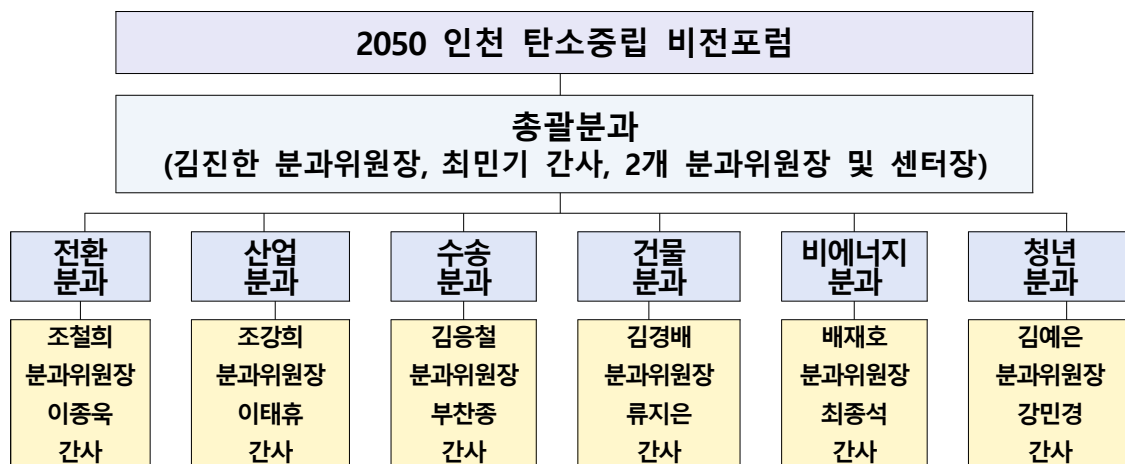 2050 인천 탄소중립 비전포럼
총괄분과
(김진한 분과위원장, 최민기 간사, 2개 분과위원장 및 센터장)
전환
분과
산업
분과
수송
분과
건물
분과
비에너지
분과
청년
분과
조철희
분과위원장
이종욱
간사
조강희
분과위원장
이태휴
간사
김응철
분과위원장
부찬종
간사
김경배
분과위원장
류지은
간사
배재호
분과위원장
최종석
간사
김예은
분과위원장
강민경
간사